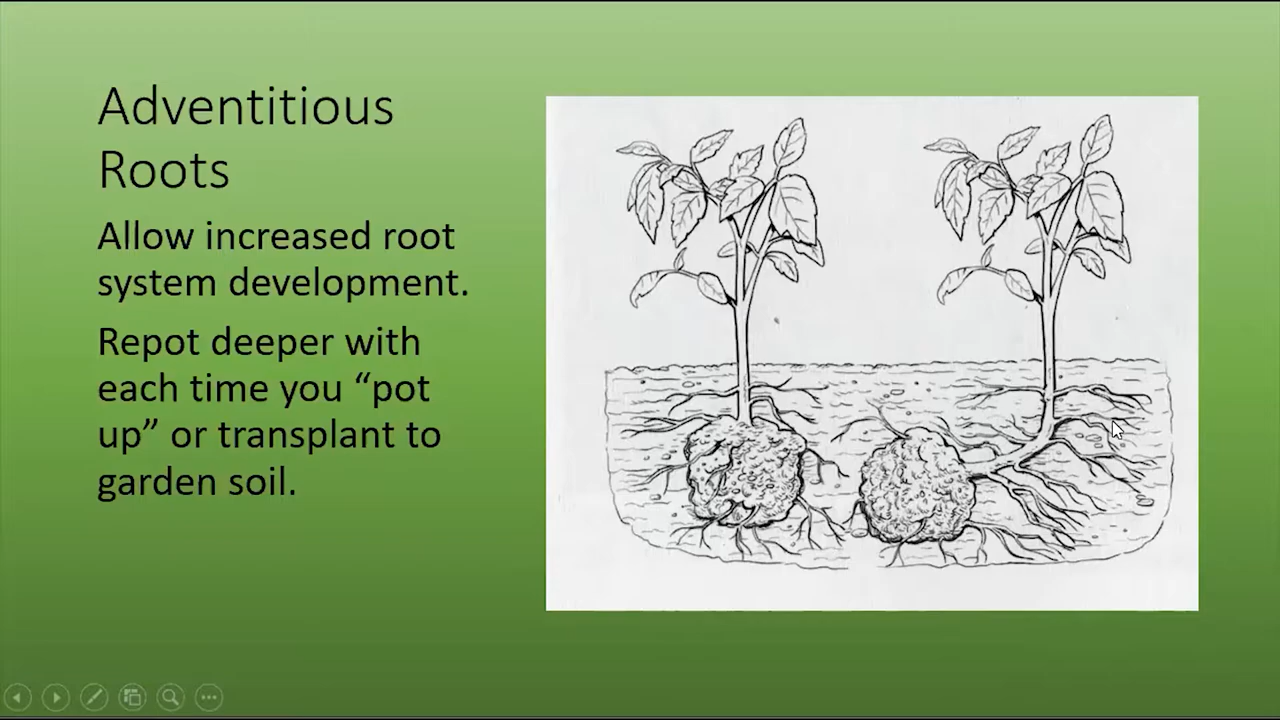 Adventitious
Roots
Allow increased root
system development.
Repot deeper with
each time you “pot
up” or transplant to
garden soil.